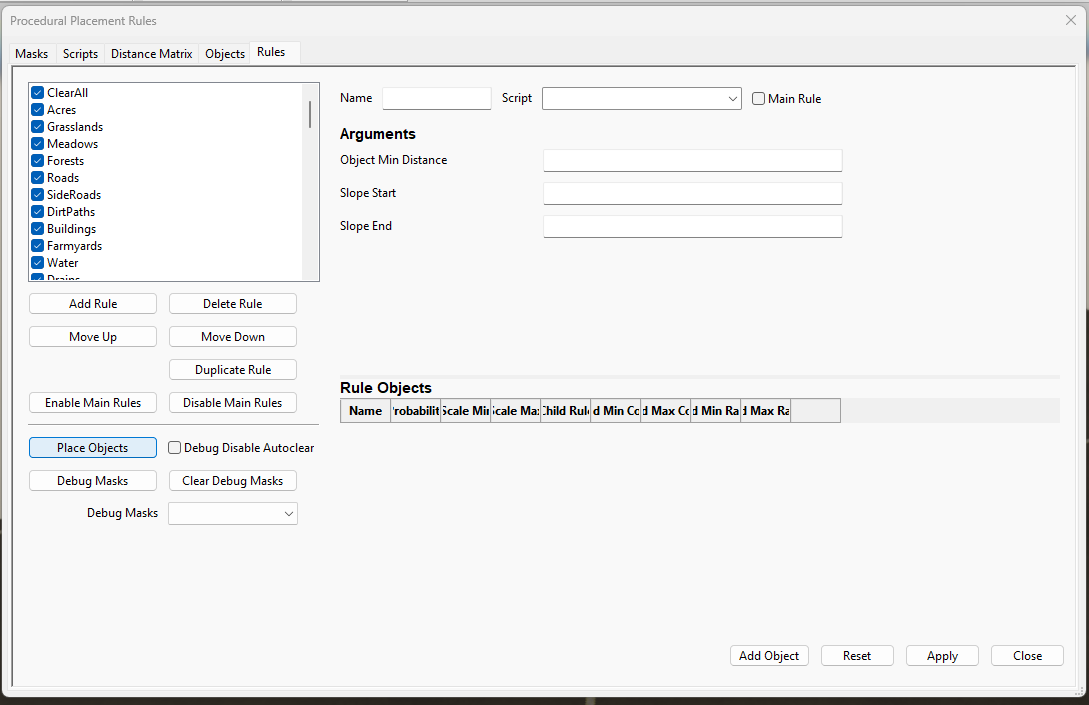 Procedural Placement Rules
Masks Scripts Distance Matrix Objects Rules
ClearAll
Acres
Grasslands
Meadows
Forests
Roads
SideRoads
DirtPaths
Buildings
Farmyards
Water
Drains
Add Rule Delete Rule
Move Up Move Down
Duplicate Rule
Enable Main Rules Disable Main Rules
Place Objects Debug Disable Autoclear
Debug Masks Clear Debug Masks
Debug Masks
Name Script Main Rule
Arguments
Object Min Distance
Slope Start
Slope End
Rule Objects
Name robabilit Scale Min Scale Max Child Rule d Min Co d Max Co d Min Ra d Max Ra
Add Object Reset Apply Close